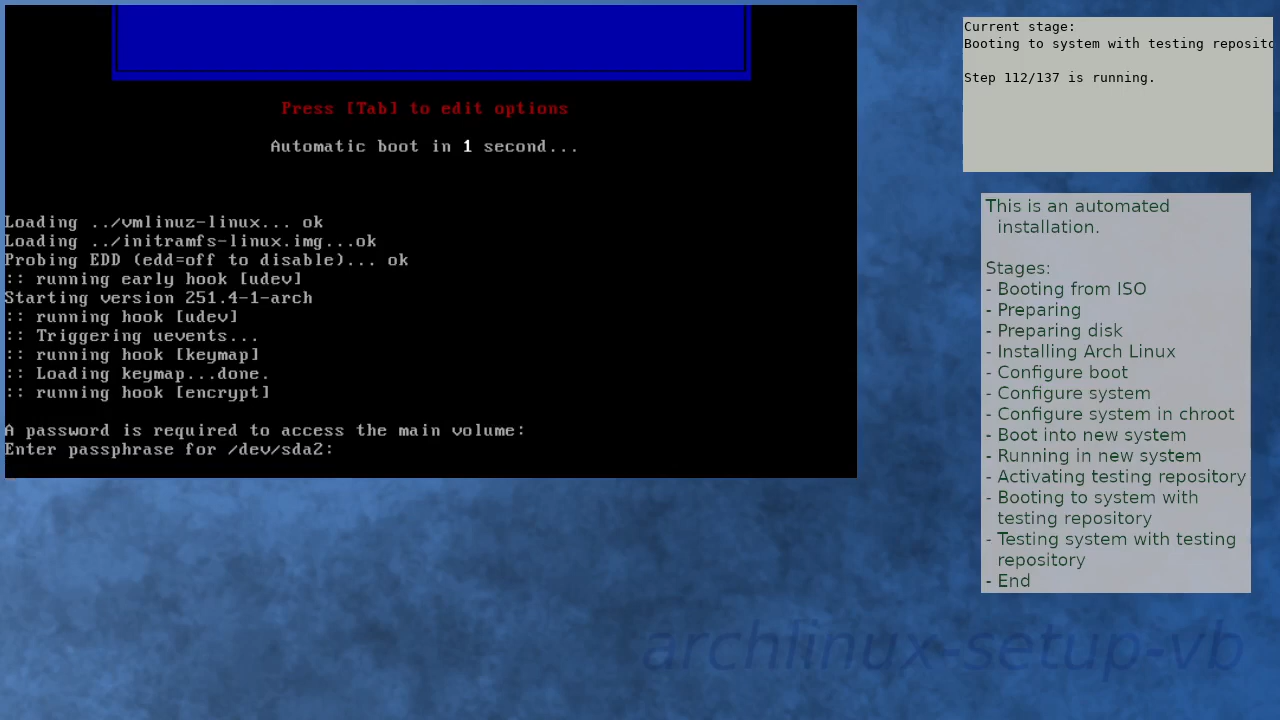 Press [Tab] to edit options
Automatic boot in 1 second...
Loading ../vmlinuz-linux... ok
Loading ../initramfs-linux.img...ok
Probing EDD (edd=off to disable)... ok
:: running early hook [udev]
Starting version 251.4-1-arch
:: running hook [udev]
:: Triggering uevents...
:: running hook [keymap]
:: Loading keymap...done.
:: running hook [encrypt]
A password is required to access the main volume:
Enter passphrase for /dev/sda2:
Current stage:
Booting to system with testing reposito
Step 112/137 is running.
This is an automated
installation.
Stages:
- Booting from ISO
- Preparing
- Preparing disk
- Installing Arch Linux
- Configure boot
- Configure system
- Configure system in chroot
- Boot into new system
- Running in new system
- Activating testing repository
- Booting to system with
testing repository
- Testing system with testing
repository
- End
archlinux-setup-vb